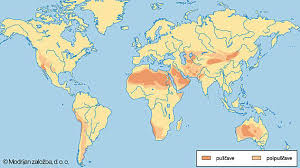 puščave
polpuščave
© Modrijan založba, d. o. o.